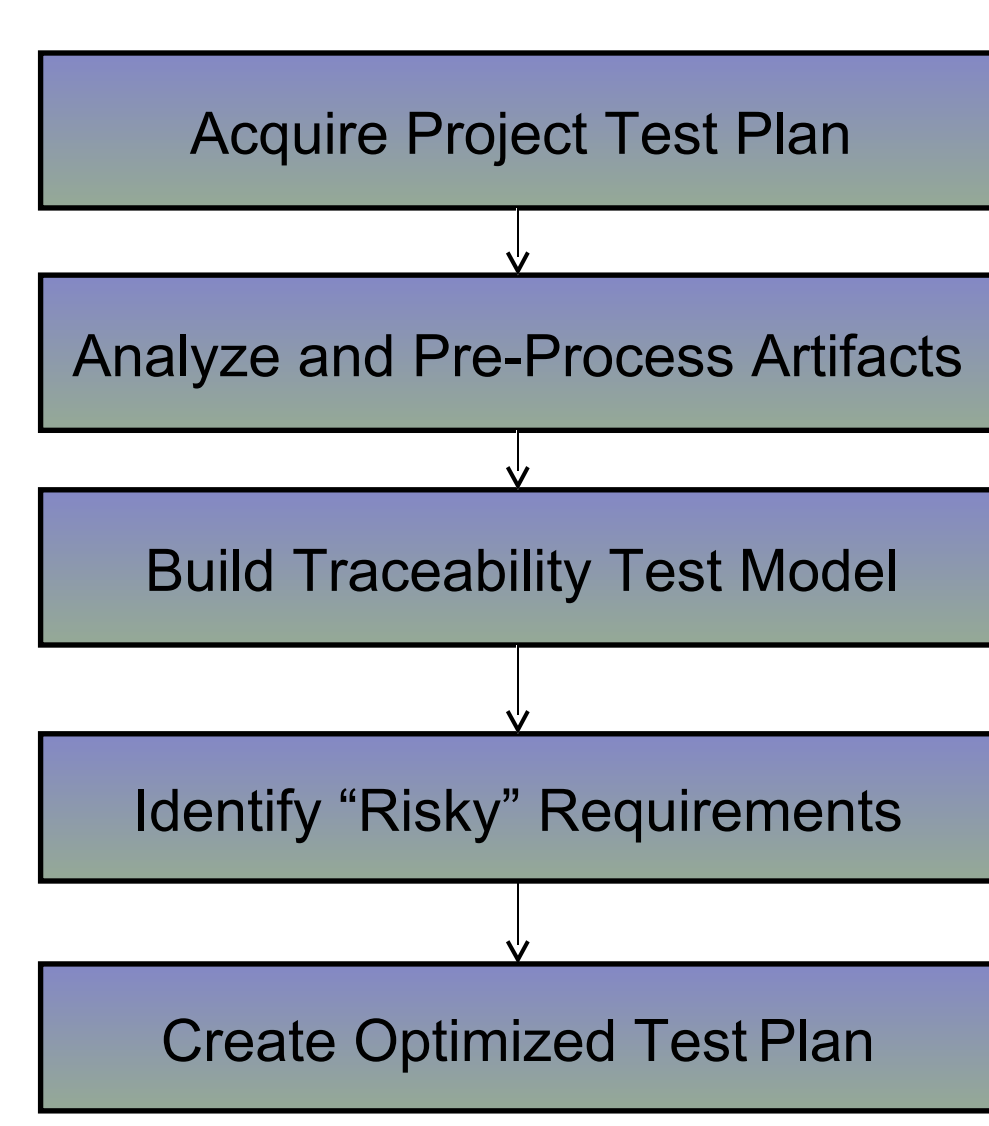 Acquire Project Test Plan
Analyze and Pre-Process Artifacts
Build Traceability Test Model
Identify “Risky” Requirements
Create Optimized Test Plan